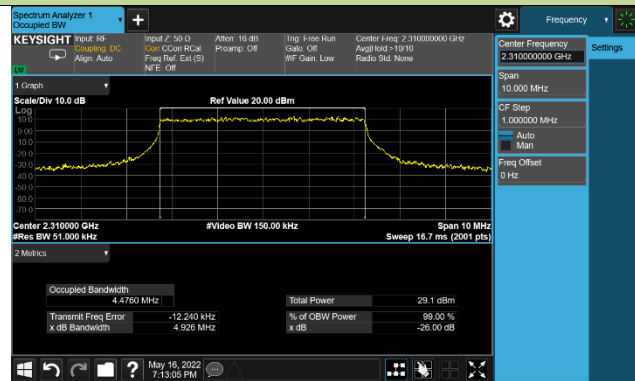 Spectrum Analyzer 1
Occupied BW
+
Frequency
KEYSIGHT Input: RF
Coupling: DC
Align: Auto
Input Z: 50 Ω
Corr CCorr RCal
Freq Ref: Ext (S)
NFE: Off
Atten: 16 dB
Preamp: Off
Trig: Free Run
Gate: Off
#IF Gain: Low
Center Freq: 2.310000000 GHz
Avg|Hold:>10/10
Radio Std: None
LXI
Center Frequency
2.310000000 GHz
Settings
Span
10.000 MHz
CF Step
1.000000 MHz
Auto
Man
Freq Offset
0 Hz
1 Graph
Scale/Div 10.0 dB
Ref Value 20.00 dBm
Log
10.0
0.00
-10.0
-20.0
-30.0
-40.0
-50.0
-60.0
-70.0
Center 2.310000 GHz
#Video BW 150.00 kHz
Span 10 MHz
#Res BW 51.000 kHz
Sweep 16.7 ms (2001 pts)
2 Metrics
Occupied Bandwidth
4.4760 MHz
Total Power 29.1 dBm
Transmit Freq Error -12.240 kHz
% of OBW Power 99.00 %
x dB Bandwidth 4.926 MHz
x dB -26.00 dB
?
May 16, 2022
7:13:05 PM